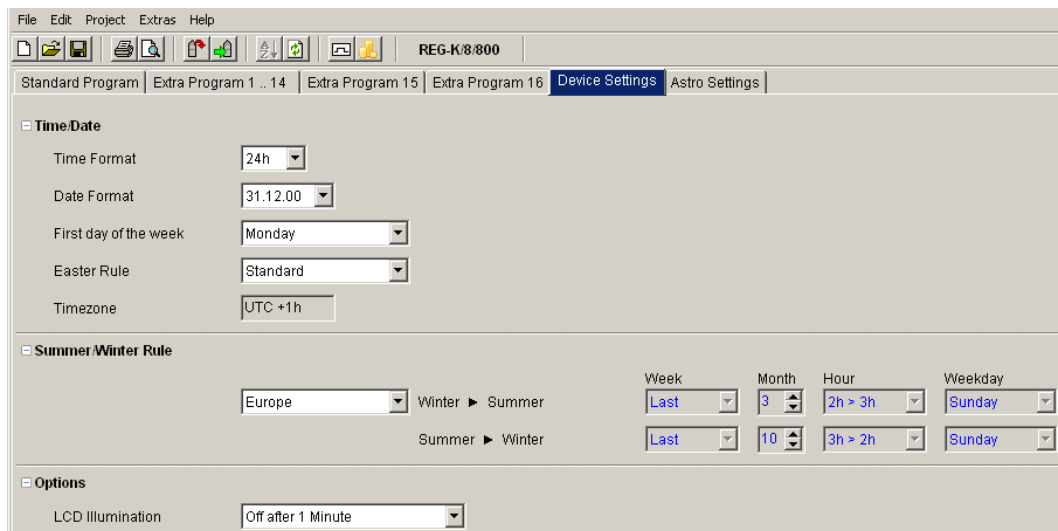 File Edit Project Extras Help
REG-K/8/800
Standard Program Extra Program 1 .. 14 Extra Program 15 Extra Program 16 Device Settings Astro Settings
Time/Date
Time Format 24h
Date Format 31.12.00
First day of the week Monday
Easter Rule Standard
Timezone UTC +1h
Summer/Winter Rule
Week Month Hour Weekday
Europe Winter ► Summer Last 3 2h > 3h Sunday
Summer ► Winter Last 10 3h > 2h Sunday
Options
LCD Illumination Off after 1 Minute